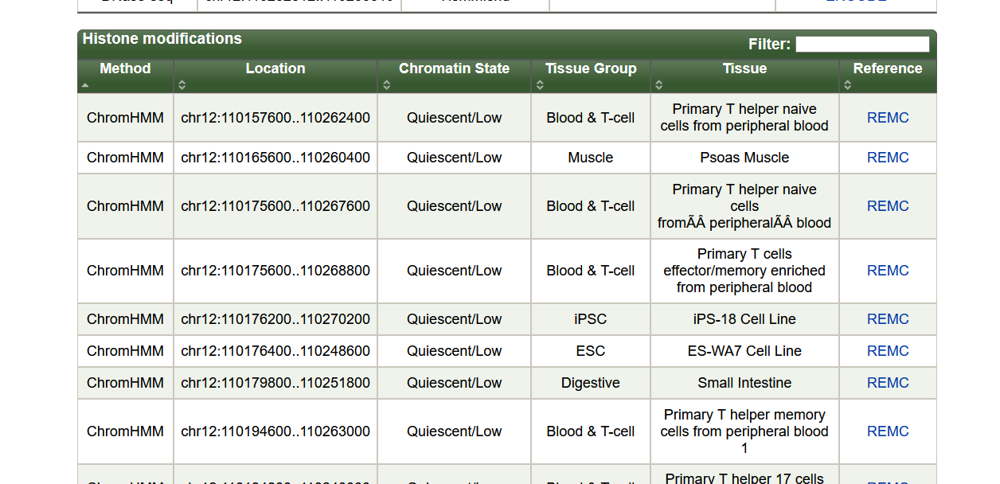 Histone modifications
Filter:
Method Location Chromatin State Tissue Group Tissue Reference
ChromHMM chr12:110157600..110262400 Quiescent/Low Blood & T-cell Primary T helper naive
cells from peripheral blood REMC
ChromHMM chr12:110165600..110260400 Quiescent/Low Muscle Psoas Muscle REMC
ChromHMM chr12:110175600..110267600 Quiescent/Low Blood & T-cell Primary T helper naive
cells
fromÃÂ peripheralÃÂ blood REMC
ChromHMM chr12:110175600..110268800 Quiescent/Low Blood & T-cell Primary T cells
effector/memory enriched
from peripheral blood REMC
ChromHMM chr12:110176200..110270200 Quiescent/Low iPSC iPS-18 Cell Line REMC
ChromHMM chr12:110176400..110248600 Quiescent/Low ESC ES-WA7 Cell Line REMC
ChromHMM chr12:110179800..110251800 Quiescent/Low Digestive Small Intestine REMC
ChromHMM chr12:110194600..110263000 Quiescent/Low Blood & T-cell Primary T helper memory
cells from peripheral blood
1 REMC
Primary T helper 17 cells